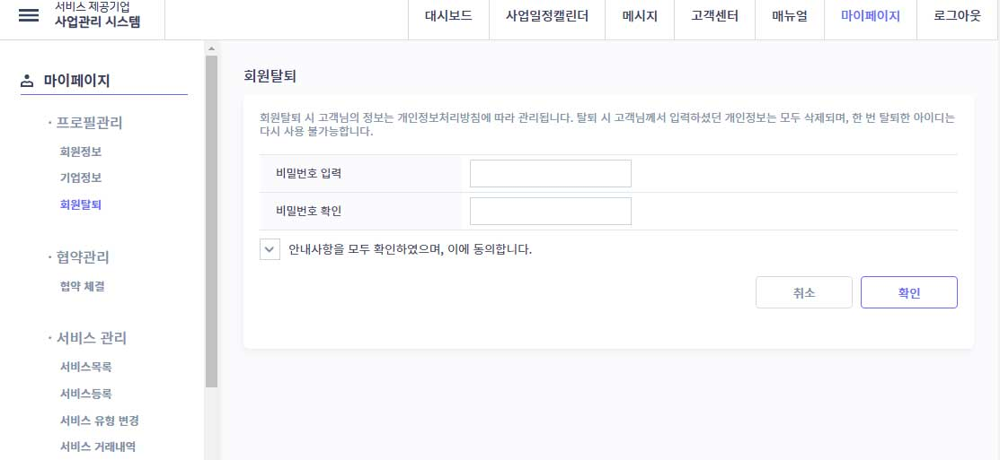 서비스 제공기업
사업관리 시스템
대시보드
사업일정캘린더
메시지
고객센터
매뉴얼
마이페이지
로그아웃
마이페이지
· 프로필관리
회원정보
기업정보
회원탈퇴
· 협약관리
협약 체결
· 서비스 관리
서비스목록
서비스등록
서비스 유형 변경
서비스 거래내역
회원탈퇴
회원탈퇴 시 고객님의 정보는 개인정보처리방침에 따라 관리됩니다. 탈퇴 시 고객님께서 입력하셨던 개인정보는 모두 삭제되며, 한 번 탈퇴한 아이디는
다시 사용 불가능합니다.
비밀번호 입력
비밀번호 확인
안내사항을 모두 확인하였으며, 이에 동의합니다.
취소
확인